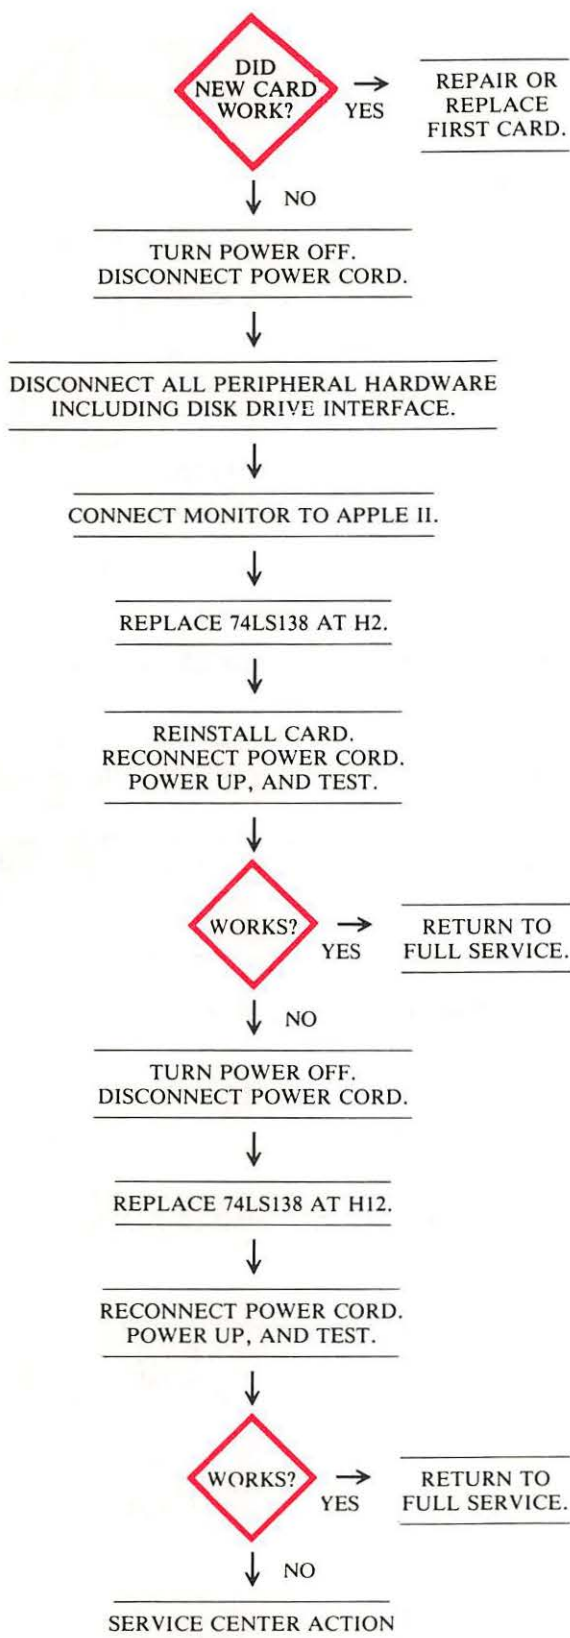 DID
NEW CARD
WORK?
YES
REPAIR OR
REPLACE
FIRST CARD.
NO
TURN POWER OFF.
DISCONNECT POWER CORD.
DISCONNECT ALL PERIPHERAL HARDWARE
INCLUDING DISK DRIVE INTERFACE.
CONNECT MONITOR TO APPLE II.
REPLACE 74LS138 AT H2.
REINSTALL CARD.
RECONNECT POWER CORD.
POWER UP, AND TEST.
WORKS?
YES
RETURN TO
FULL SERVICE.
NO
TURN POWER OFF.
DISCONNECT POWER CORD.
REPLACE 74LS138 AT H12.
RECONNECT POWER CORD.
POWER UP, AND TEST.
WORKS?
YES
RETURN TO
FULL SERVICE.
NO
SERVICE CENTER ACTION